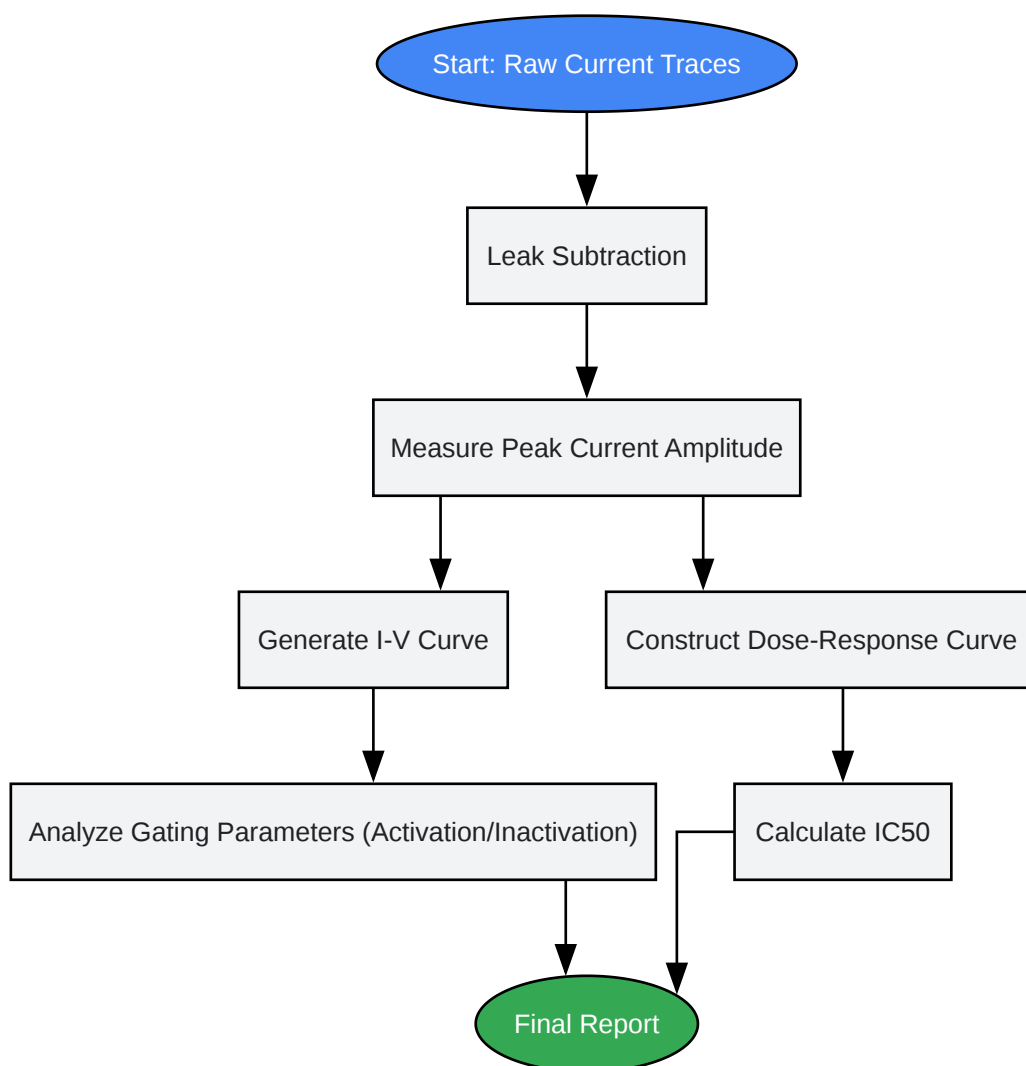 Start: Raw Current Traces
Leak Subtraction
Measure Peak Current Amplitude
Generate I-V Curve
Construct Dose-Response Curve
Analyze Gating Parameters (Activation/Inactivation)
Calculate IC50
Final Report